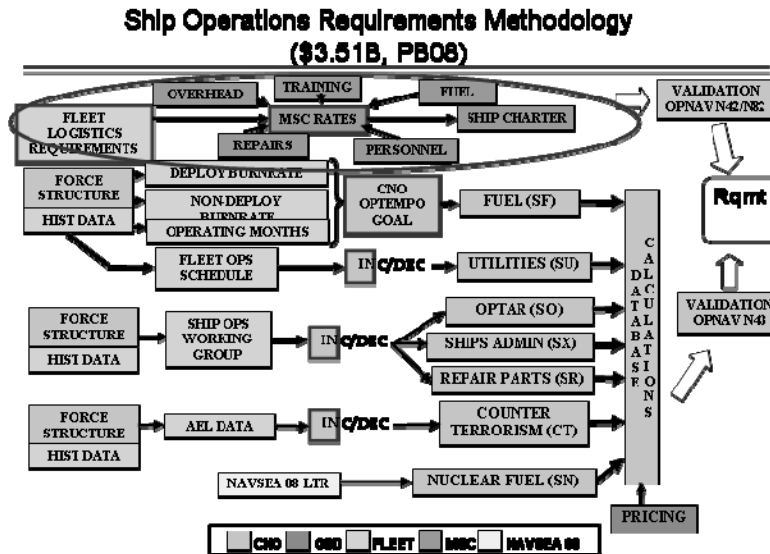 Ship Operations Requirements Methodology
($3.51B, PB08)
OVERHEAD
TRAINING
FUEL
FLEET
LOGISTICS
REQUIREMENTS
MSC RATES
SHIP CHARTER
REPAIRS
PERSONNEL
VALIDATION
OPNAV N42/N82
FORCE
STRUCTURE
HIST DATA
DEPLOY BURNRATE
NON-DEPLOY
BURNRATE
OPERATING MONTHS
CNO
OPTEMPO
GOAL
FUEL (SF)
Rqmt
FLEET OPS
SCHEDULE
INC/DEC
UTILITIES (SU)
DATABASE
CALCULATIONS
VALIDATION
OPNAV N43
FORCE
STRUCTURE
HIST DATA
SHIP OPS
WORKING
GROUP
INC/DEC
OPTAR (SO)
SHIPS ADMIN (SX)
REPAIR PARTS (SR)
FORCE
STRUCTURE
HIST DATA
AEL DATA
INC/DEC
COUNTER
TERRORISM (CT)
NAVSEA 08 LTR
NUCLEAR FUEL (SN)
PRICING
CNO OSD FLEET MSC NAVSEA 08